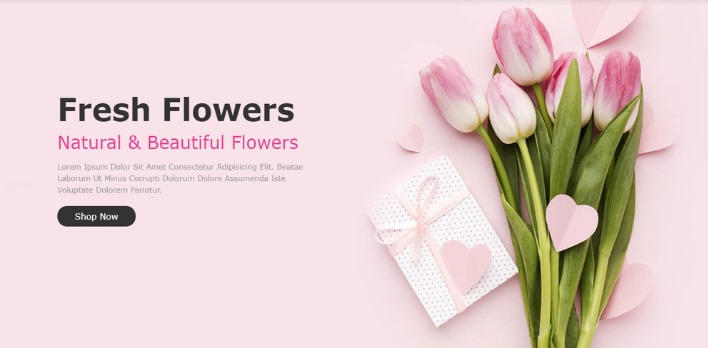 Fresh Flowers
Natural & Beautiful Flowers
Lorem Ipsum Dolor Sit Amet Consectetur Adipisicing Elit. Beatae
Laborum Ut Minus Corrupti Dolorum Dolore Assumenda Iste
Voluptate Dolorem Pariatur.
Shop Now